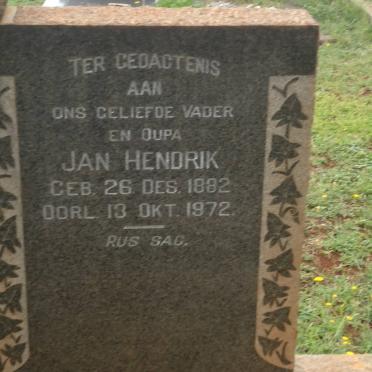 TER GEDAGTENIS
AAN
ONS GELIEFDE VADER
EN OUPA
JAN HENDRIK
GEB. 26 DES. 1892
OORL. 13 OKT. 1972.
RUS SAG.